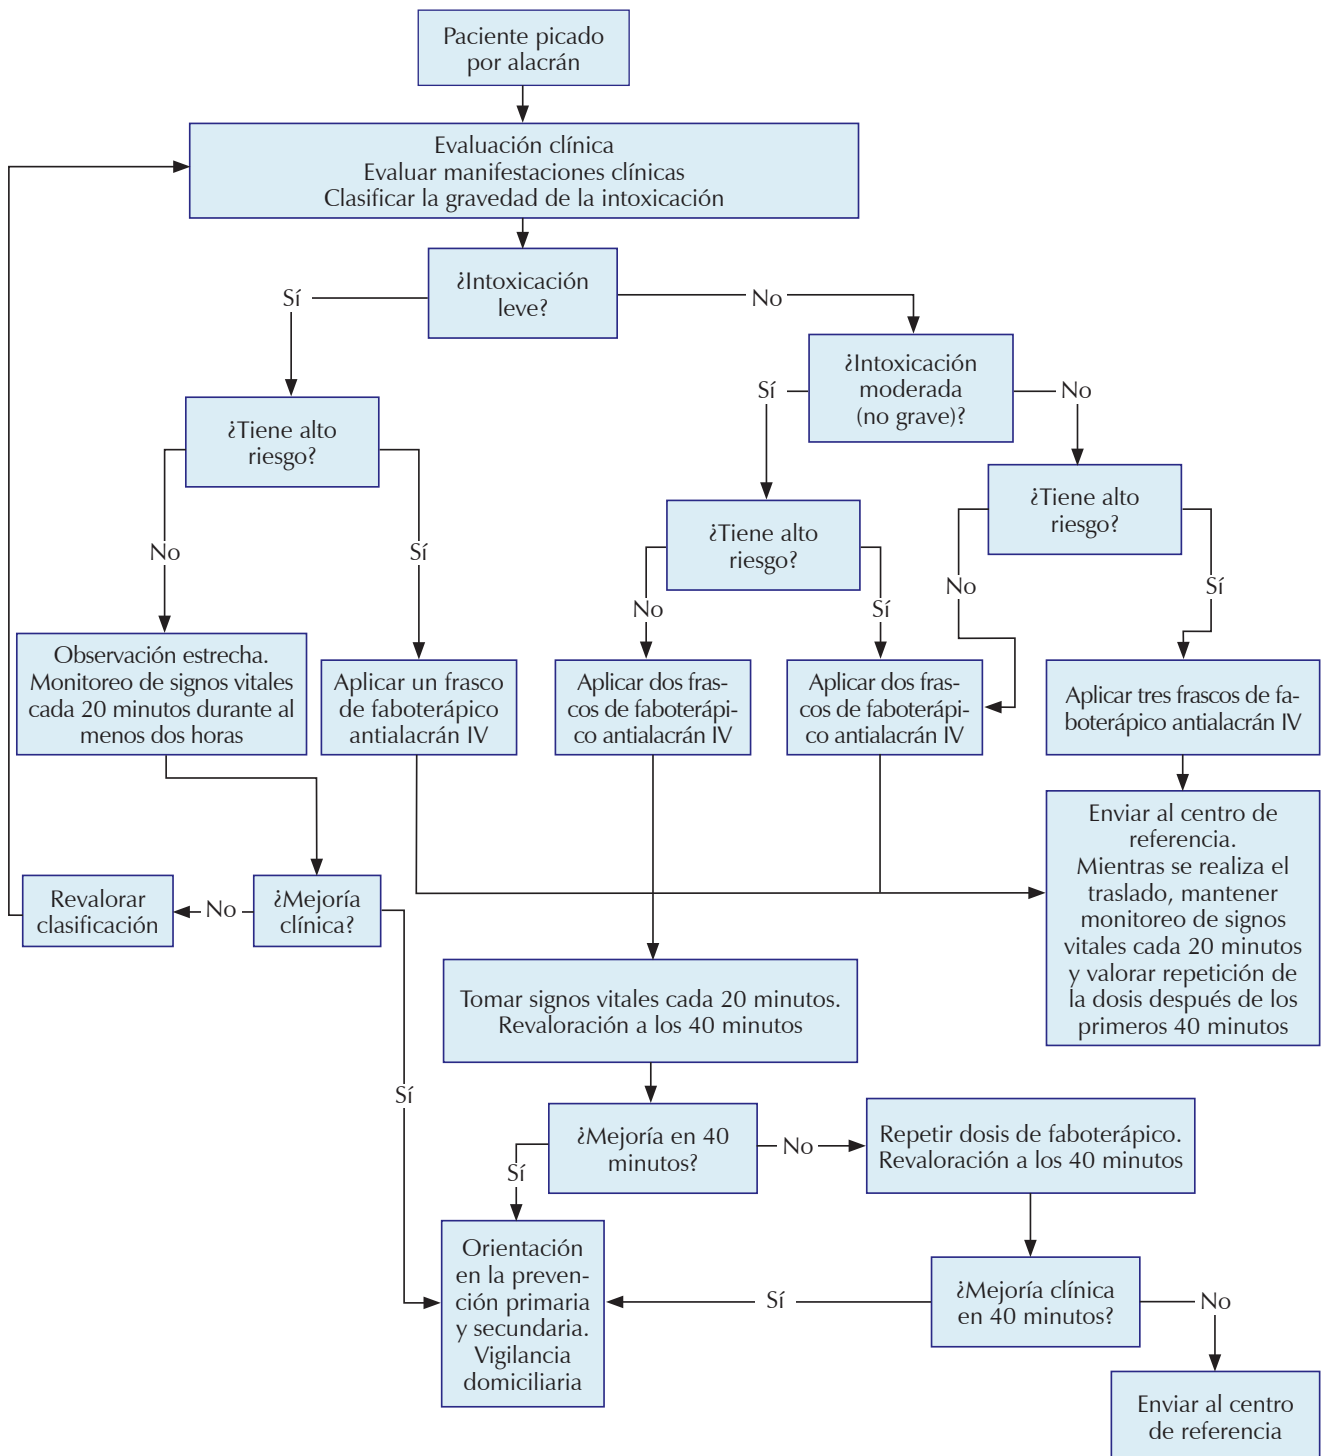 Paciente picado
por alacrán
Evaluación clínica
Evaluar manifestaciones clínicas
Clasificar la gravedad de la intoxicación
¿Intoxicación
leve?
Sí
No
¿Intoxicación
moderada
(no grave)?
Sí
No
¿Tiene alto
riesgo?
No
Sí
¿Tiene alto
riesgo?
No
Sí
¿Tiene alto
riesgo?
No
Sí
Observación estrecha.
Monitoreo de signos vitales
cada 20 minutos durante al
menos dos horas
Aplicar un frasco
de faboterápico
antialacrán IV
Aplicar dos fras-
cos de faboterápi-
co antialacrán IV
Aplicar dos fras-
cos de faboterápi-
co antialacrán IV
Aplicar tres frascos de fa-
boterápico antialacrán IV
Enviar al centro de
referencia.
Mientras se realiza el
traslado, mantener
monitoreo de signos
vitales cada 20 minutos
y valorar repetición de
la dosis después de los
primeros 40 minutos
Revalorar
clasificación
No
¿Mejoría
clínica?
Sí
Tomar signos vitales cada 20 minutos.
Revaloración a los 40 minutos
¿Mejoría en 40
minutos?
Sí
No
Repetir dosis de faboterápico.
Revaloración a los 40 minutos
Orientación
en la preven-
ción primaria
y secundaria.
Vigilancia
domiciliaria
Sí
¿Mejoría clínica
en 40 minutos?
No
Enviar al centro
de referencia